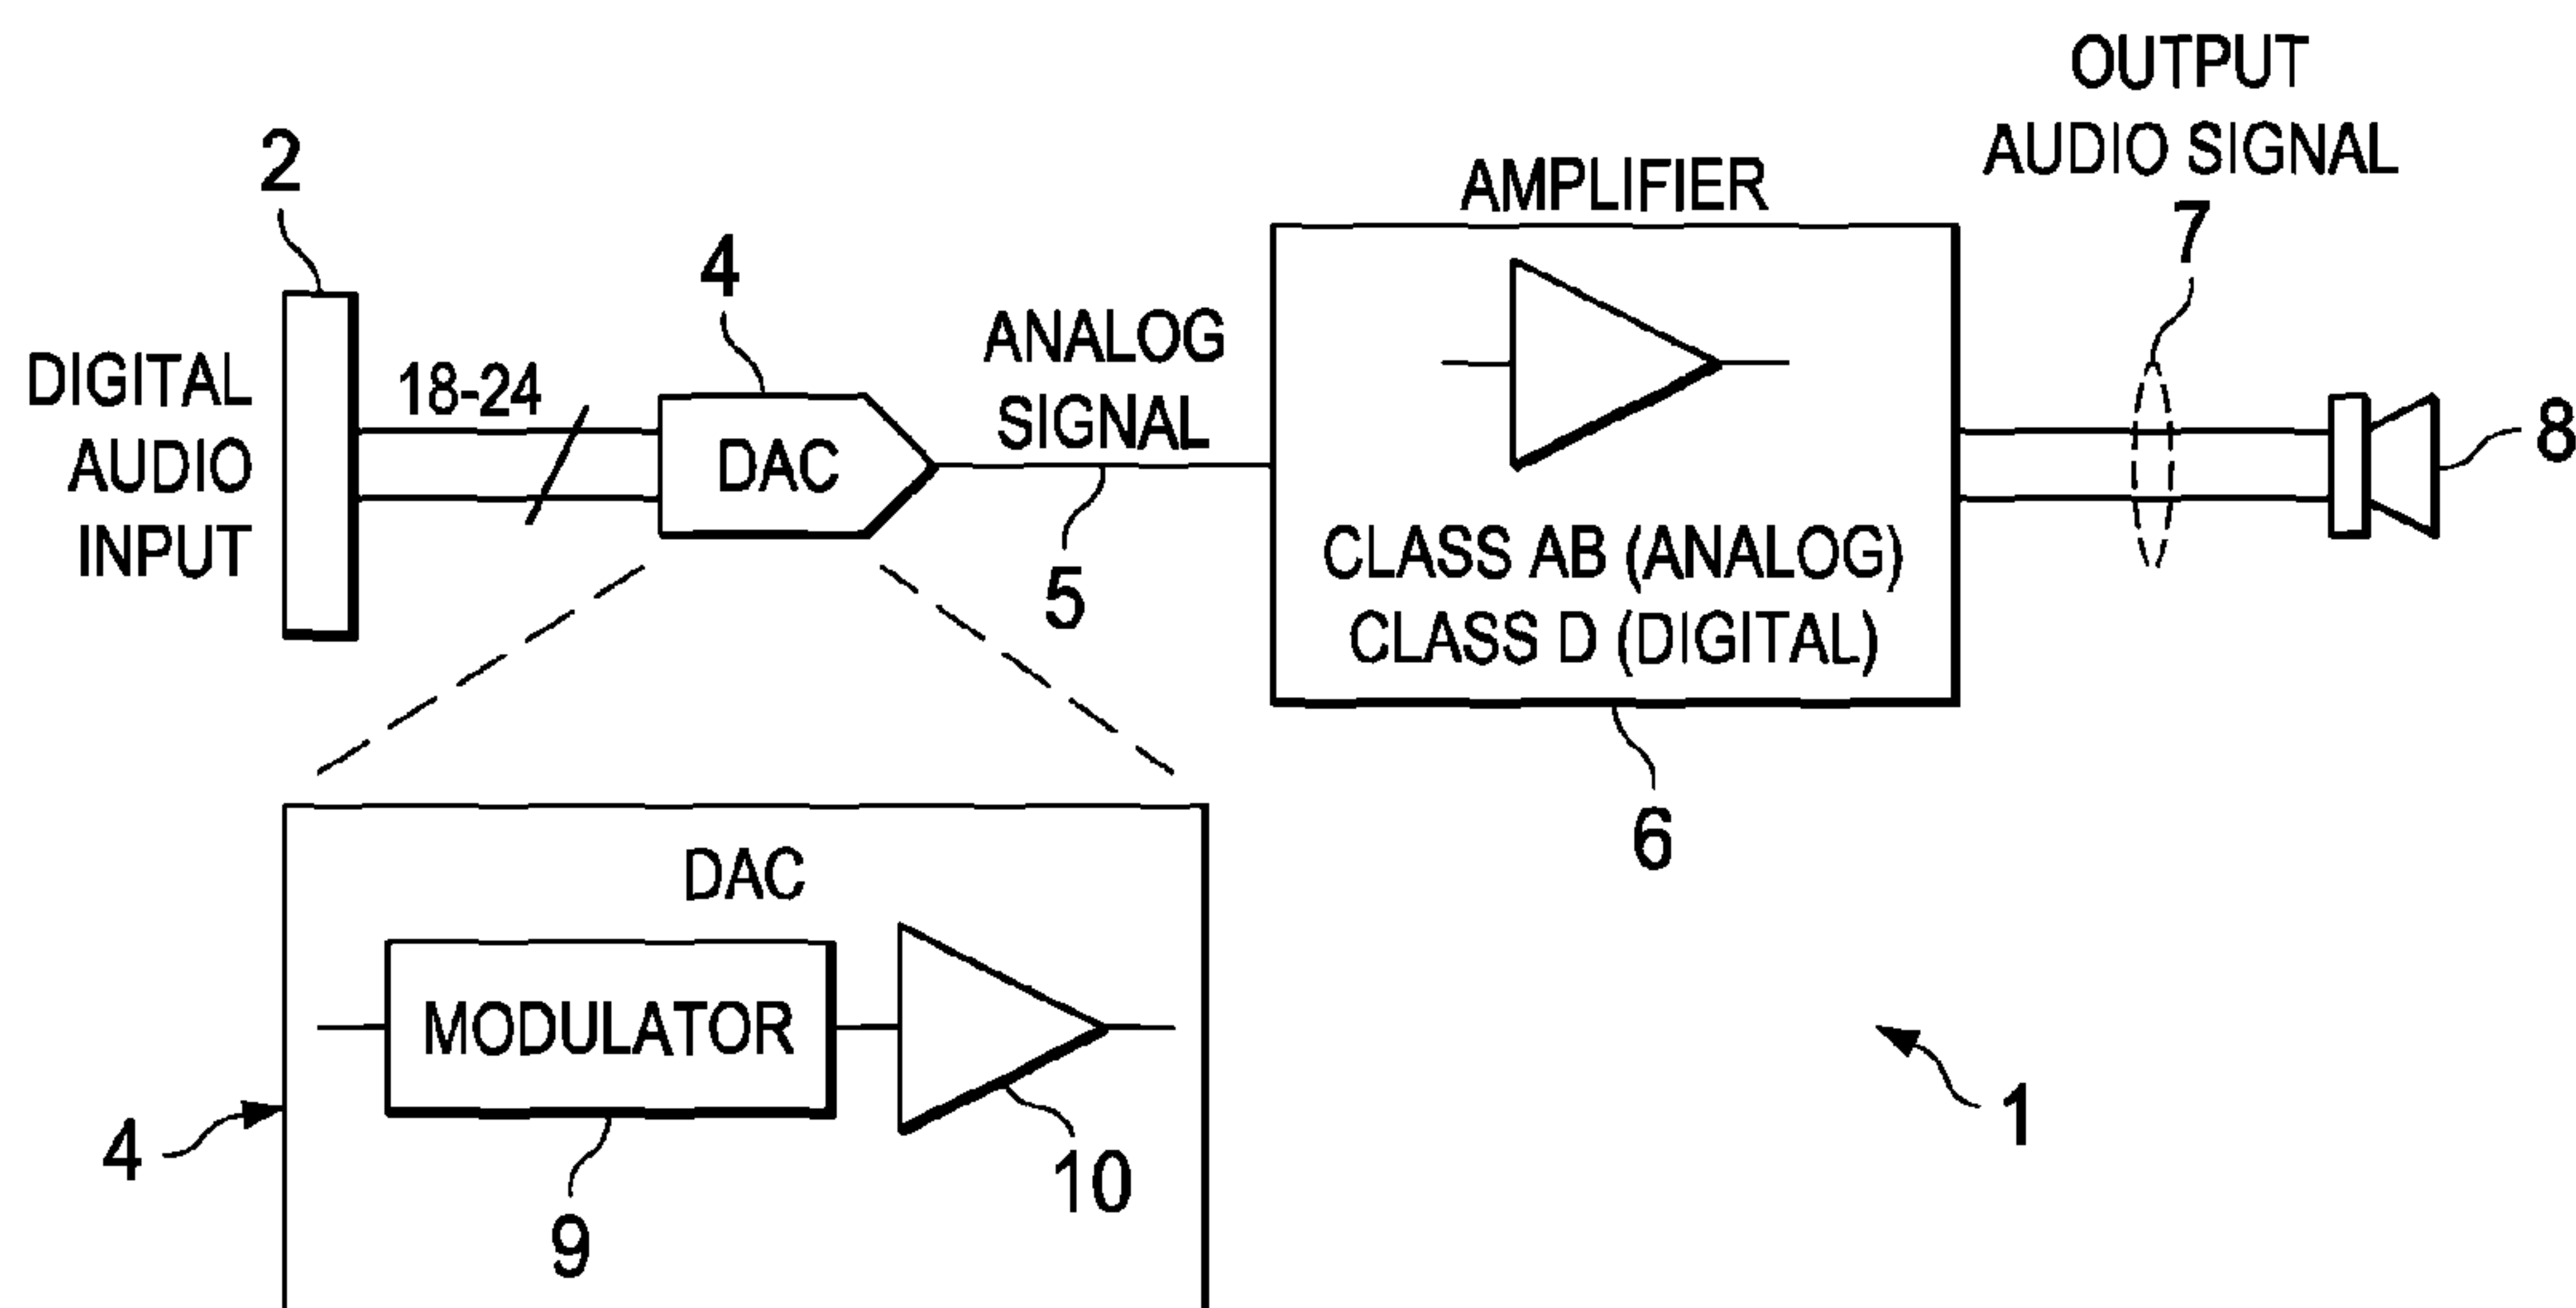 OUTPUT
AUDIO SIGNAL
7
AMPLIFIER
2
4
ANALOG
SIGNAL
5
DIGITAL
AUDIO
INPUT
18-24
DAC
CLASS AB (ANALOG)
CLASS D (DIGITAL)
8
6
DAC
MODULATOR
4
9
10
1